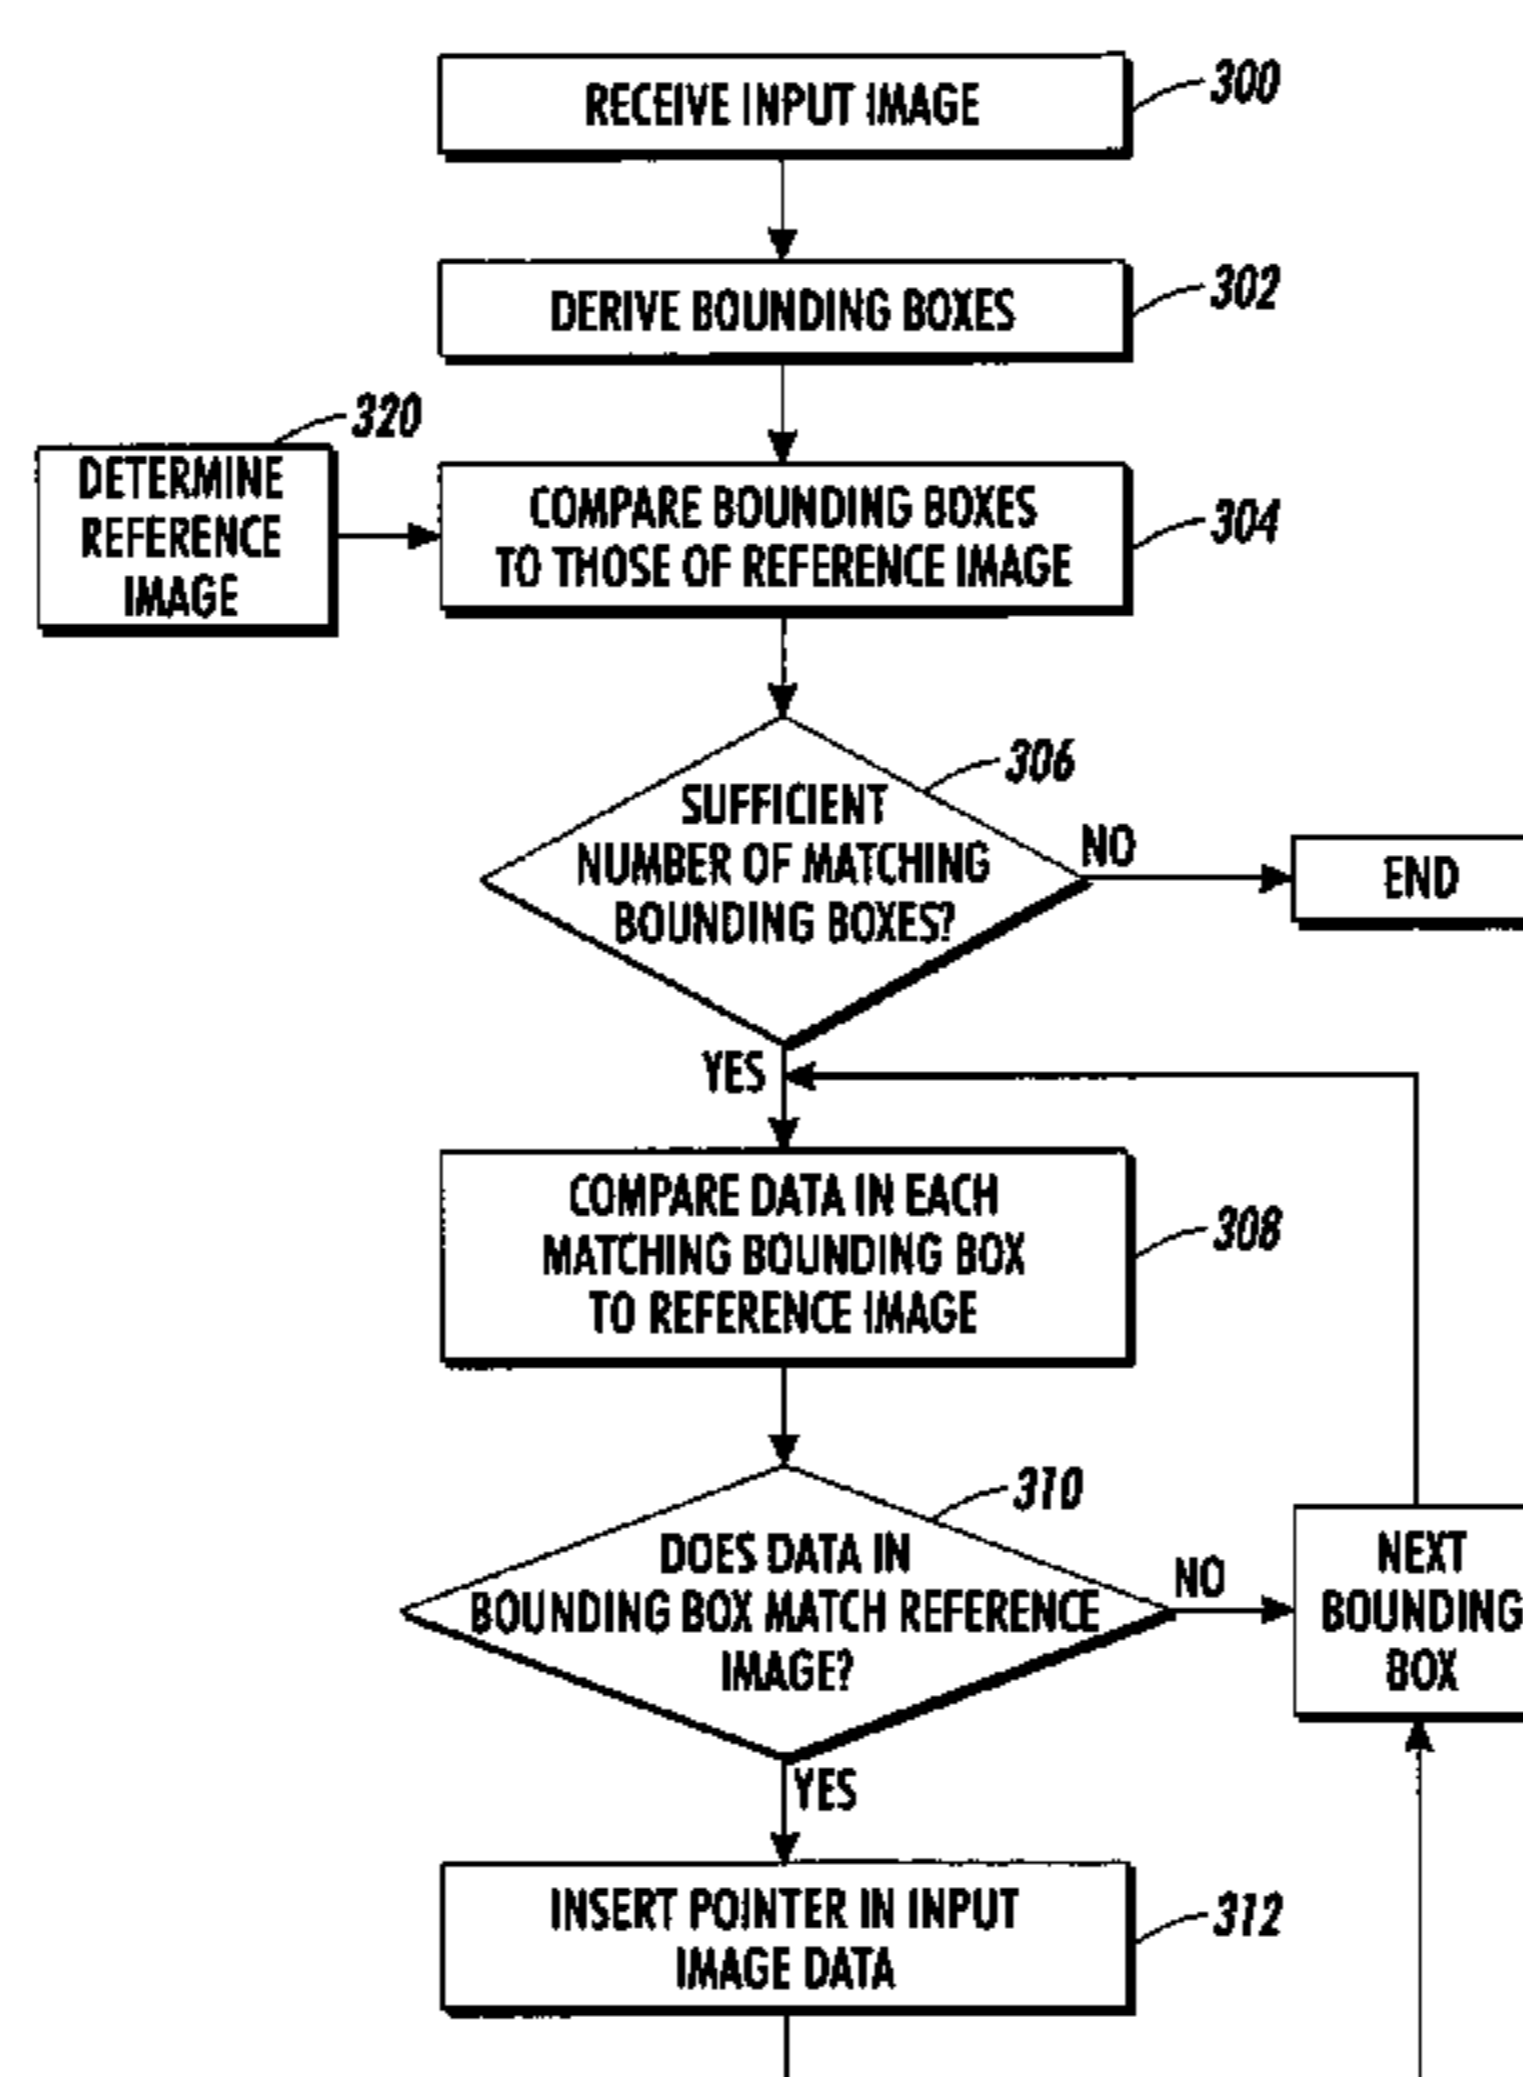 RECEIVE INPUT IMAGE
300
DERIVE BOUNDING BOXES
302
320
DETERMINE
REFERENCE
IMAGE
COMPARE BOUNDING BOXES
TO THOSE OF REFERENCE IMAGE
304
306
SUFFICIENT
NUMBER OF MATCHING
BOUNDING BOXES?
NO
END
YES
COMPARE DATA IN EACH
MATCHING BOUNDING BOX
TO REFERENCE IMAGE
308
310
DOES DATA IN
BOUNDING BOX MATCH REFERENCE
IMAGE?
NO
NEXT
BOUNDING
BOX
YES
INSERT POINTER IN INPUT
IMAGE DATA
312